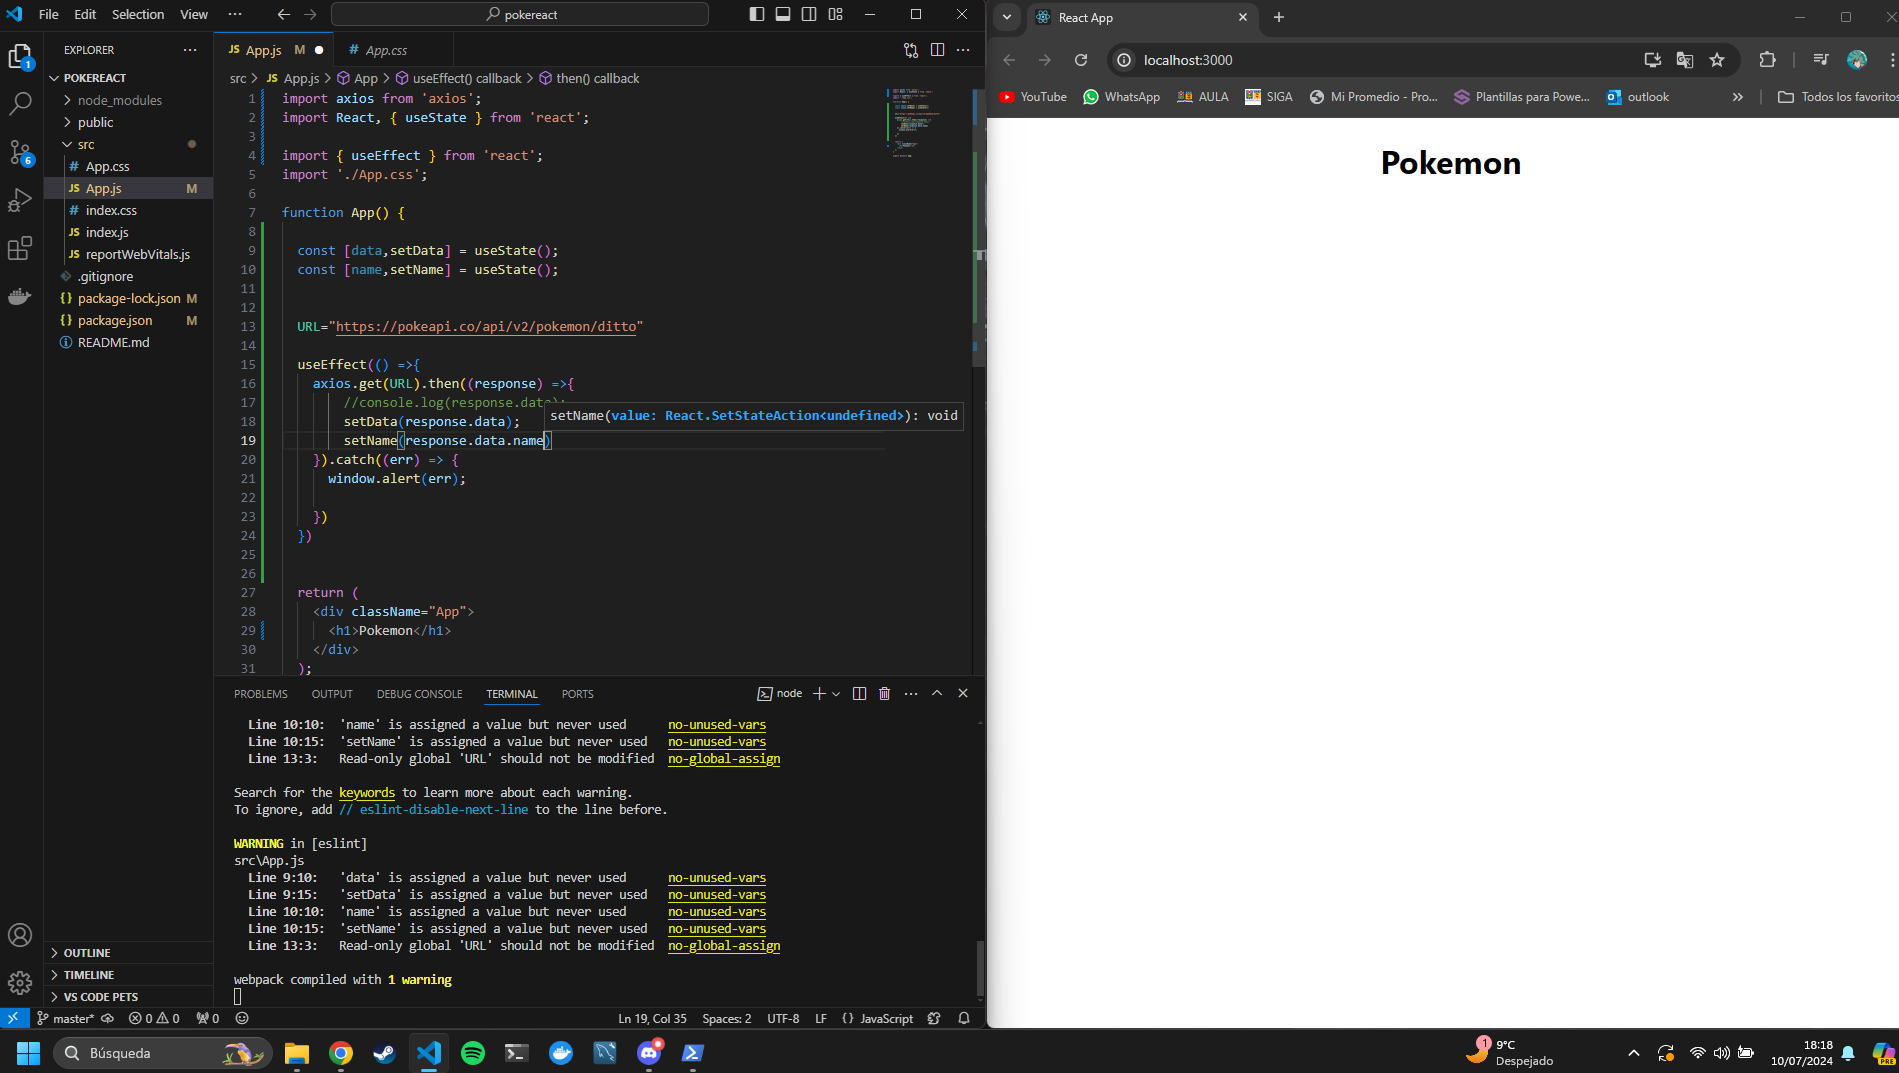 File Edit Selection View ··· pokereact
EXPLORER ···
POKEREACT
node_modules
public
src
# App.css
JS App.js M
# index.css
JS index.js
JS reportWebVitals.js
.gitignore
{} package-lock.json M
{} package.json M
README.md
OUTLINE
TIMELINE
VS CODE PETS
1
6
JS App.js M
# App.css
src > JS App.js > App > useEffect() callback > then() callback
1 import axios from 'axios';
2 import React, { useState } from 'react';
3
4 import { useEffect } from 'react';
5 import './App.css';
6
7 function App() {
8
9 const [data,setData] = useState();
10 const [name,setName] = useState();
11
12
13 URL="https://pokeapi.co/api/v2/pokemon/ditto"
14
15 useEffect(() =>{
16 axios.get(URL).then((response) =>{
17 //console.log(response.data);
18 setData(response.data);
19 setName(response.data.name)
20 }).catch((err) => {
21 window.alert(err);
22
23 })
24 })
25
26
27 return (
28 <div className="App">
29 <h1>Pokemon</h1>
30 </div>
31 );
setName(value: React.SetStateAction<undefined>): void
PROBLEMS OUTPUT DEBUG CONSOLE TERMINAL PORTS node
Line 10:10: 'name' is assigned a value but never used no-unused-vars
Line 10:15: 'setName' is assigned a value but never used no-unused-vars
Line 13:3: Read-only global 'URL' should not be modified no-global-assign
Search for the keywords to learn more about each warning.
To ignore, add // eslint-disable-next-line to the line before.
WARNING in [eslint]
src\App.js
Line 9:10: 'data' is assigned a value but never used no-unused-vars
Line 9:15: 'setData' is assigned a value but never used no-unused-vars
Line 10:10: 'name' is assigned a value but never used no-unused-vars
Line 10:15: 'setName' is assigned a value but never used no-unused-vars
Line 13:3: Read-only global 'URL' should not be modified no-global-assign
webpack compiled with 1 warning
master* 0 0 0 Ln 19, Col 35 Spaces: 2 UTF-8 LF {} JavaScript
React App
localhost:3000
YouTube WhatsApp AULA SIGA Mi Promedio - Pro... Plantillas para Powe... outlook » Todos los favoritos
Pokemon
Búsqueda
1
9°C
Despejado
18:18
10/07/2024
PRE